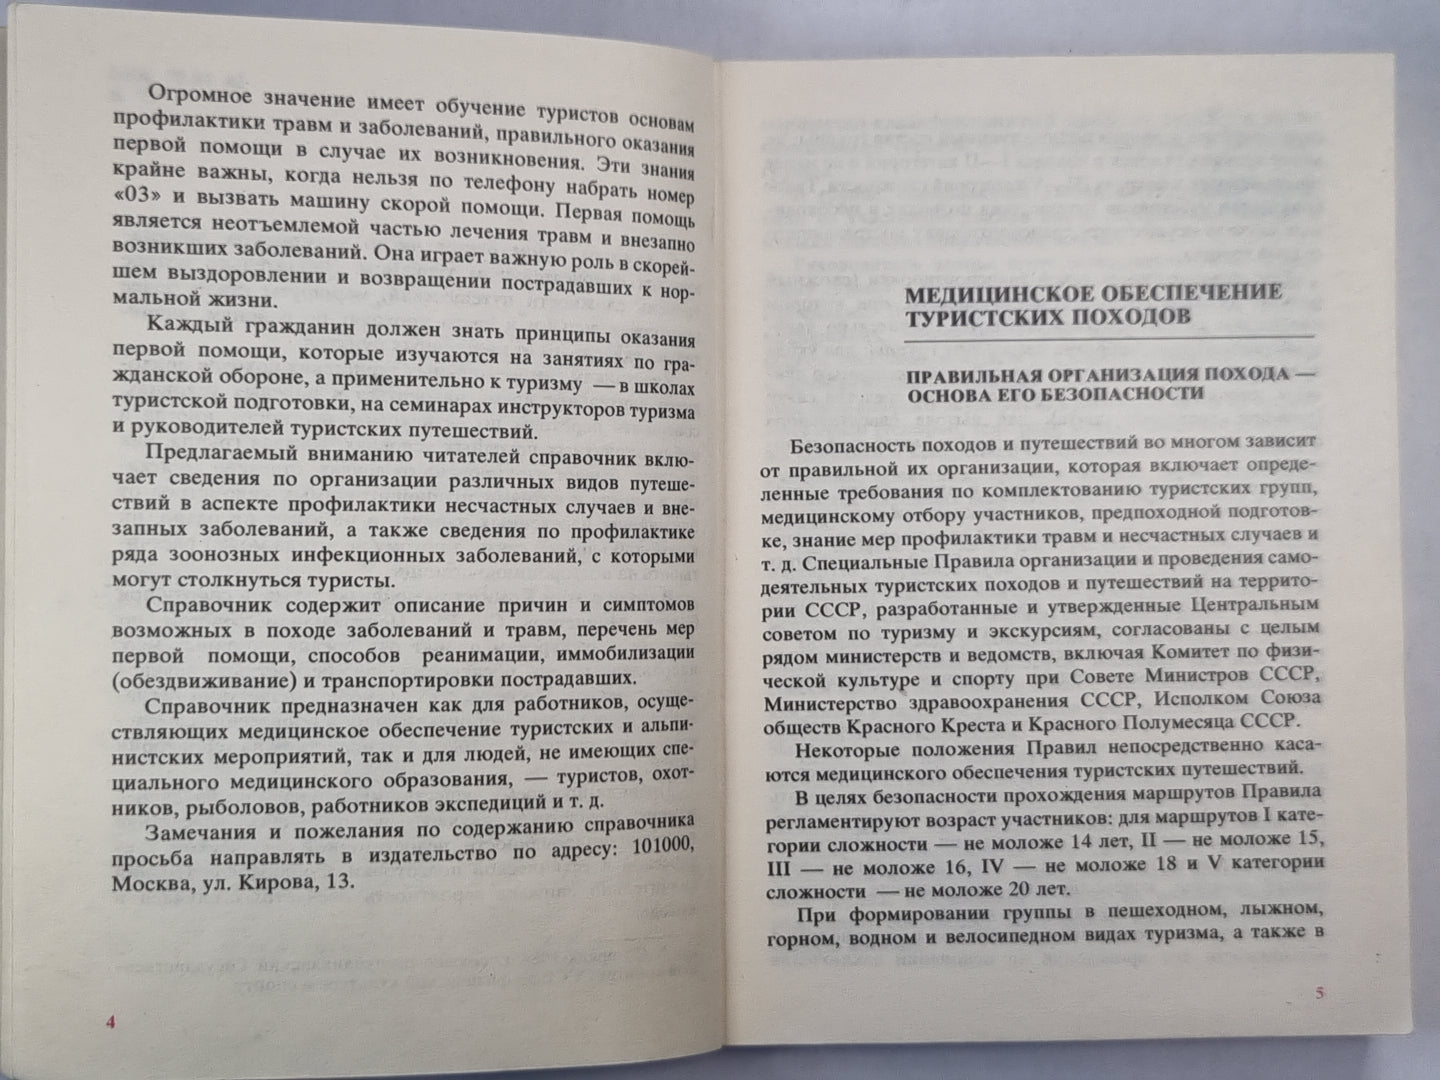 Огромное значение имеет обучение туристов основам
профилактики травм и заболеваний, правильного оказания
первой помощи в случае их возникновения. Эти знания
крайне важны, когда нельзя по телефону набрать номер
«03» и вызвать машину скорой помощи. Первая помощь
является неотъемлемой частью лечения травм и внезапно
возникших заболеваний. Она играет важную роль в скорей-
шем выздоровлении и возвращении пострадавших к нор-
мальной жизни.
Каждый гражданин должен знать принципы оказания
первой помощи, которые изучаются на занятиях по гра-
жданской обороне, а применительно к туризму — в школах
туристской подготовки, на семинарах инструкторов туризма
и руководителей туристских путешествий.
Предлагаемый вниманию читателей справочник вклю-
чает сведения по организации различных видов путеше-
ствий в аспекте профилактики несчастных случаев и вне-
запных заболеваний, а также сведения по профилактике
ряда зоонозных инфекционных заболеваний, с которыми
могут столкнуться туристы.
Справочник содержит описание причин и симптомов
возможных в походе заболеваний и травм, перечень мер
первой помощи, способов реанимации, иммобилизации
(обездвиживание) и транспортировки пострадавших.
Справочник предназначен как для работников, осуще-
ствляющих медицинское обеспечение туристских и альпи-
нистских мероприятий, так и для людей, не имеющих спе-
циального медицинского образования, — туристов, охот-
ников, рыболовов, работников экспедиций и т. д.
Замечания и пожелания по содержанию справочника
просьба направлять в издательство по адресу: 101000,
Москва, ул. Кирова, 13.
4
МЕДИЦИНСКОЕ ОБЕСПЕЧЕНИЕ
ТУРИСТСКИХ ПОХОДОВ
ПРАВИЛЬНАЯ ОРГАНИЗАЦИЯ ПОХОДА —
ОСНОВА ЕГО БЕЗОПАСНОСТИ
Безопасность походов и путешествий во многом зависит
от правильной их организации, которая включает опреде-
ленные требования по комплектованию туристских групп,
медицинскому отбору участников, предпоходной подготов-
ке, знание мер профилактики травм и несчастных случаев и
т. д. Специальные Правила организации и проведения само-
деятельных туристских походов и путешествий на террито-
рии СССР, разработанные и утвержденные Центральным
советом по туризму и экскурсиям, согласованы с целым
рядом министерств и ведомств, включая Комитет по физи-
ческой культуре и спорту при Совете Министров СССР,
Министерство здравоохранения СССР, Исполком Союза
обществ Красного Креста и Красного Полумесяца СССР.
Некоторые положения Правил непосредственно каса-
ются медицинского обеспечения туристских путешествий.
В целях безопасности прохождения маршрутов Правила
регламентируют возраст участников: для маршрутов I кате-
гории сложности — не моложе 14 лет, II — не моложе 15,
III — не моложе 16, IV — не моложе 18 и V категории
сложности — не моложе 20 лет.
При формировании группы в пешеходном, лыжном,
горном, водном и велосипедном видах туризма, а также в
5